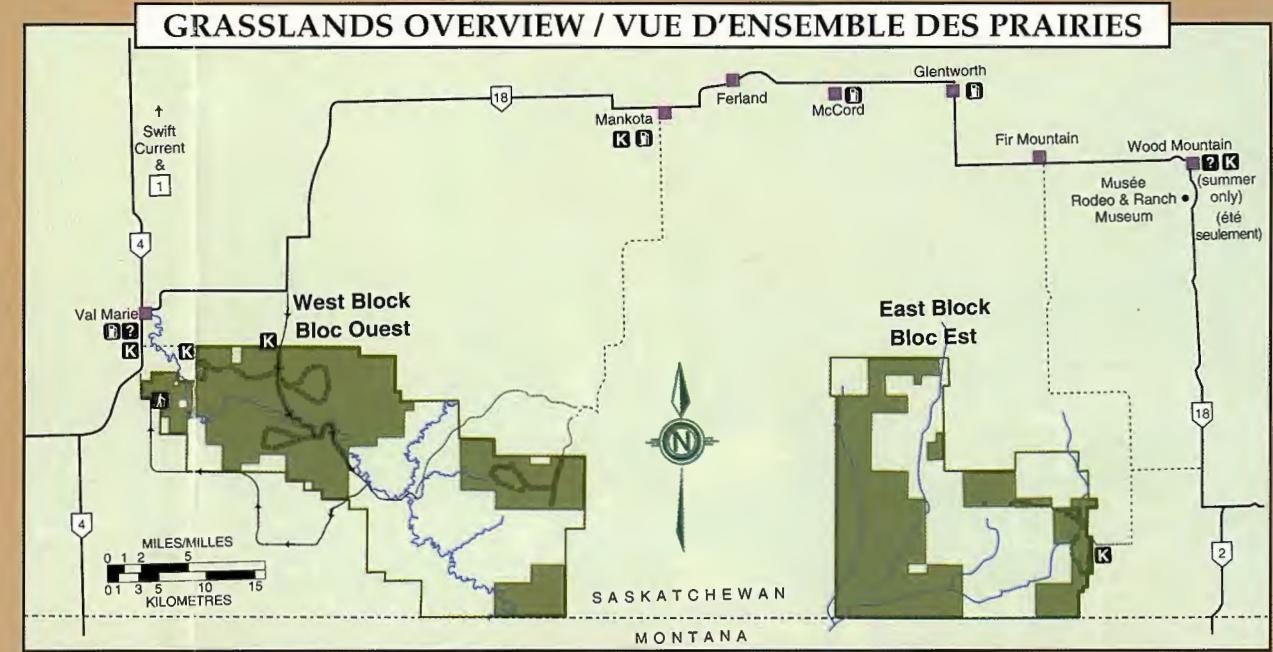 GRASSLANDS OVERVIEW / VUE D'ENSEMBLE DES PRAIRIES
Swift
Current
&
1
4
18
Mankota
K
Ferland
McCord
Glentworth
Fir Mountain
Wood Mountain
? K
(summer
only)
(été
seulement)
Musée
Rodeo & Ranch
Museum
Val Marie
?
K
K
K
West Block
Bloc Ouest
East Block
Bloc Est
N
18
4
2
K
MILES/MILLES
0 1 2 5
0 1 3 5 10 15
KILOMETRES
SASKATCHEWAN
MONTANA